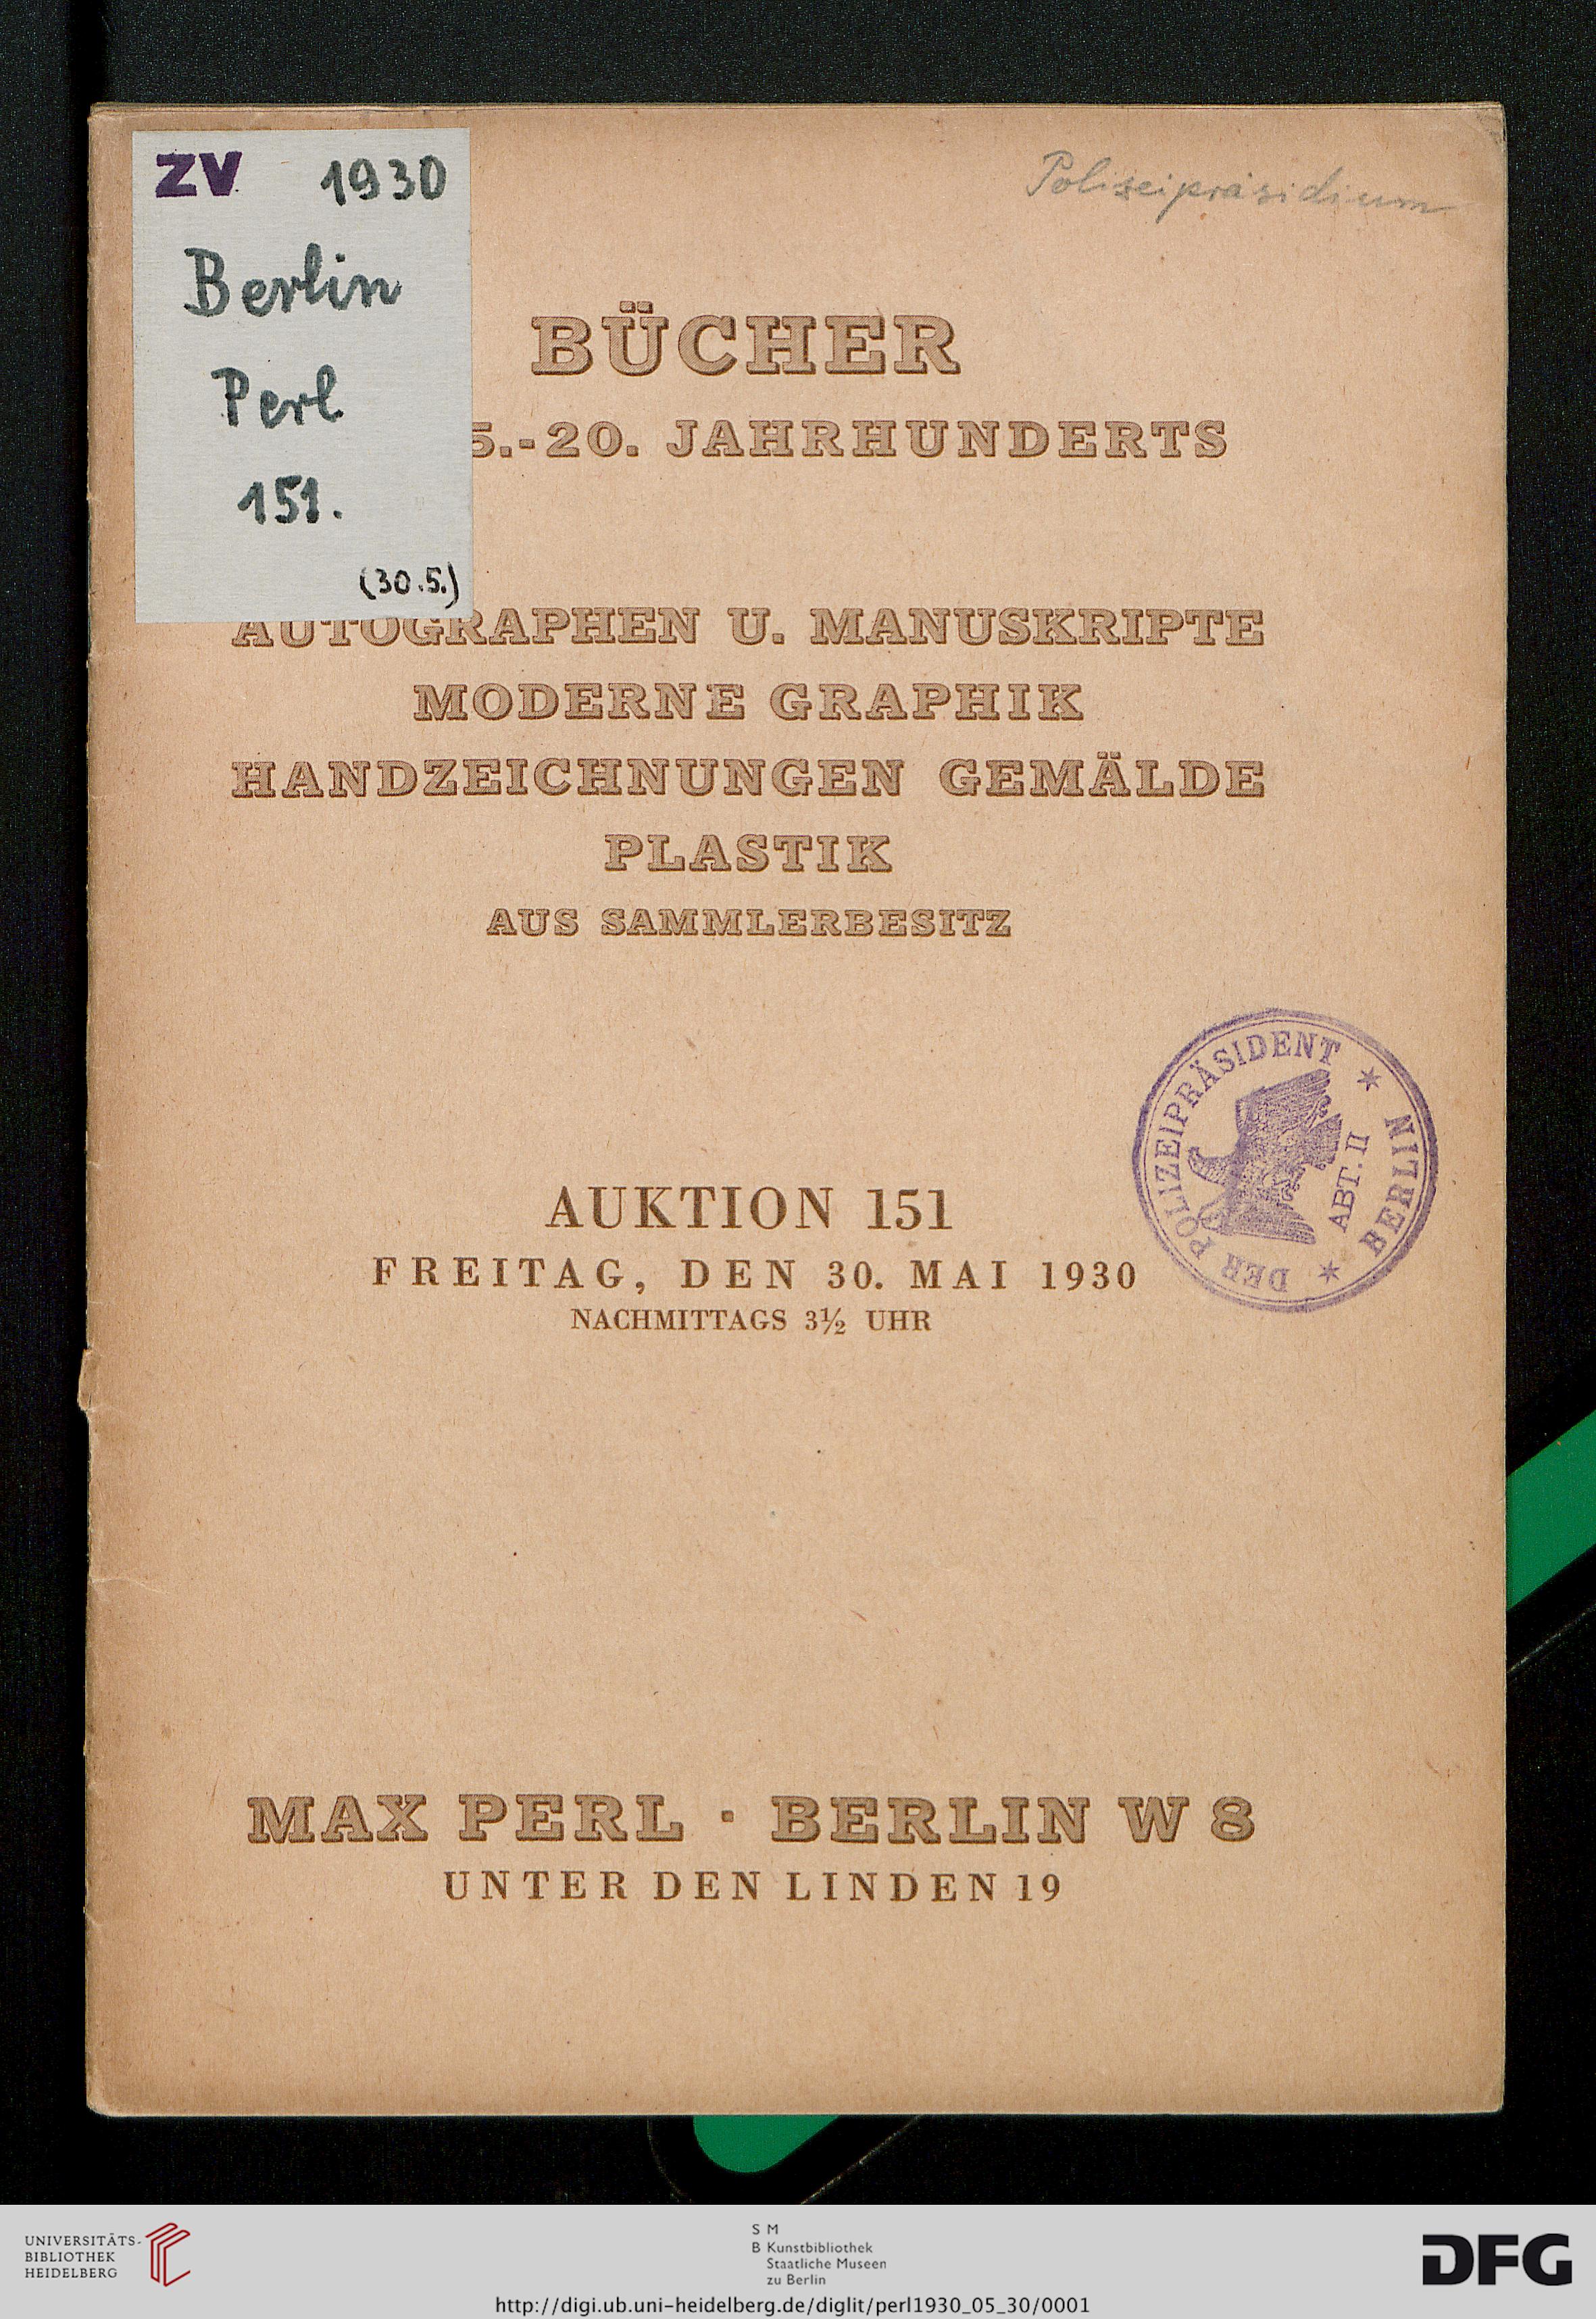 ZV 1930
Berlin
Perl
151.
(30.5.)
Polizeipräsidium
BÜCHER
5.-20. JAHRHUNDERTS
AUTOGRAPHEN U. MANUSKRIPTE
MODERNE GRAPHIK
HANDZEICHNUNGEN GEMÄLDE
PLASTIK
AUS SAMMLERBESITZ
DER POLIZEIPRÄSIDENT * BERLIN *
ABT. II
AUKTION 151
FREITAG, DEN 30. MAI 1930
NACHMITTAGS 3½ UHR
MAX PERL · BERLIN W 8
UNTER DEN LINDEN 19
UNIVERSITÄTS-
BIBLIOTHEK
HEIDELBERG
S M
B Kunstbibliothek
Staatliche Museen
zu Berlin
DFG
http://digi.ub.uni-heidelberg.de/diglit/perl1930_05_30/0001